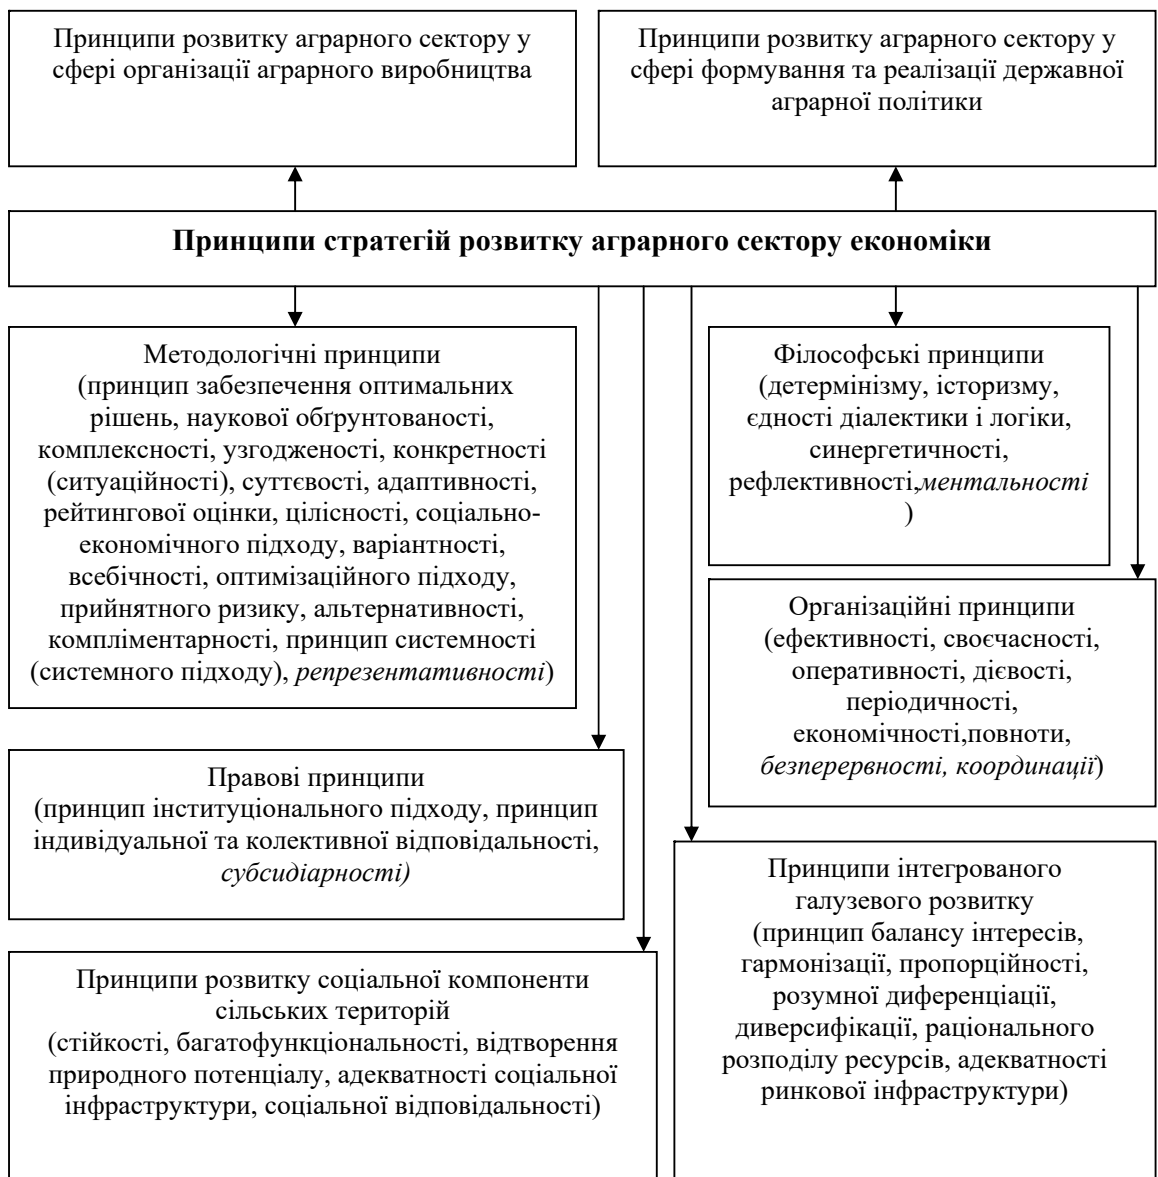 Принципи розвитку аграрного сектору у
сфері організації аграрного виробництва
Принципи розвитку аграрного сектору у
сфері формування та реалізації державної
аграрної політики
Принципи стратегій розвитку аграрного сектору економіки
Методологічні принципи
(принцип забезпечення оптимальних
рішень, наукової обґрунтованості,
комплексності, узгодженості, конкретності
(ситуаційності), суттєвості, адаптивності,
рейтингової оцінки, цілісності, соціально-
економічного підходу, варіантності,
всебічності, оптимізаційного підходу,
прийнятного ризику, альтернативності,
компліментарності, принцип системності
(системного підходу), репрезентативності)
Філософські принципи
(детермінізму, історизму,
єдності діалектики і логіки,
синергетичності,
рефлективності,ментальності
)
Організаційні принципи
(ефективності, своєчасності,
оперативності, дієвості,
періодичності,
економічності,повноти,
безперервності, координації)
Правові принципи
(принцип інституціонального підходу, принцип
індивідуальної та колективної відповідальності,
субсидіарності)
Принципи інтегрованого
галузевого розвитку
(принцип балансу інтересів,
гармонізації, пропорційності,
розумної диференціації,
диверсифікації, раціонального
розподілу ресурсів, адекватності
ринкової інфраструктури)
Принципи розвитку соціальної компоненти
сільських територій
(стійкості, багатофункціональності, відтворення
природного потенціалу, адекватності соціальної
інфраструктури, соціальної відповідальності)